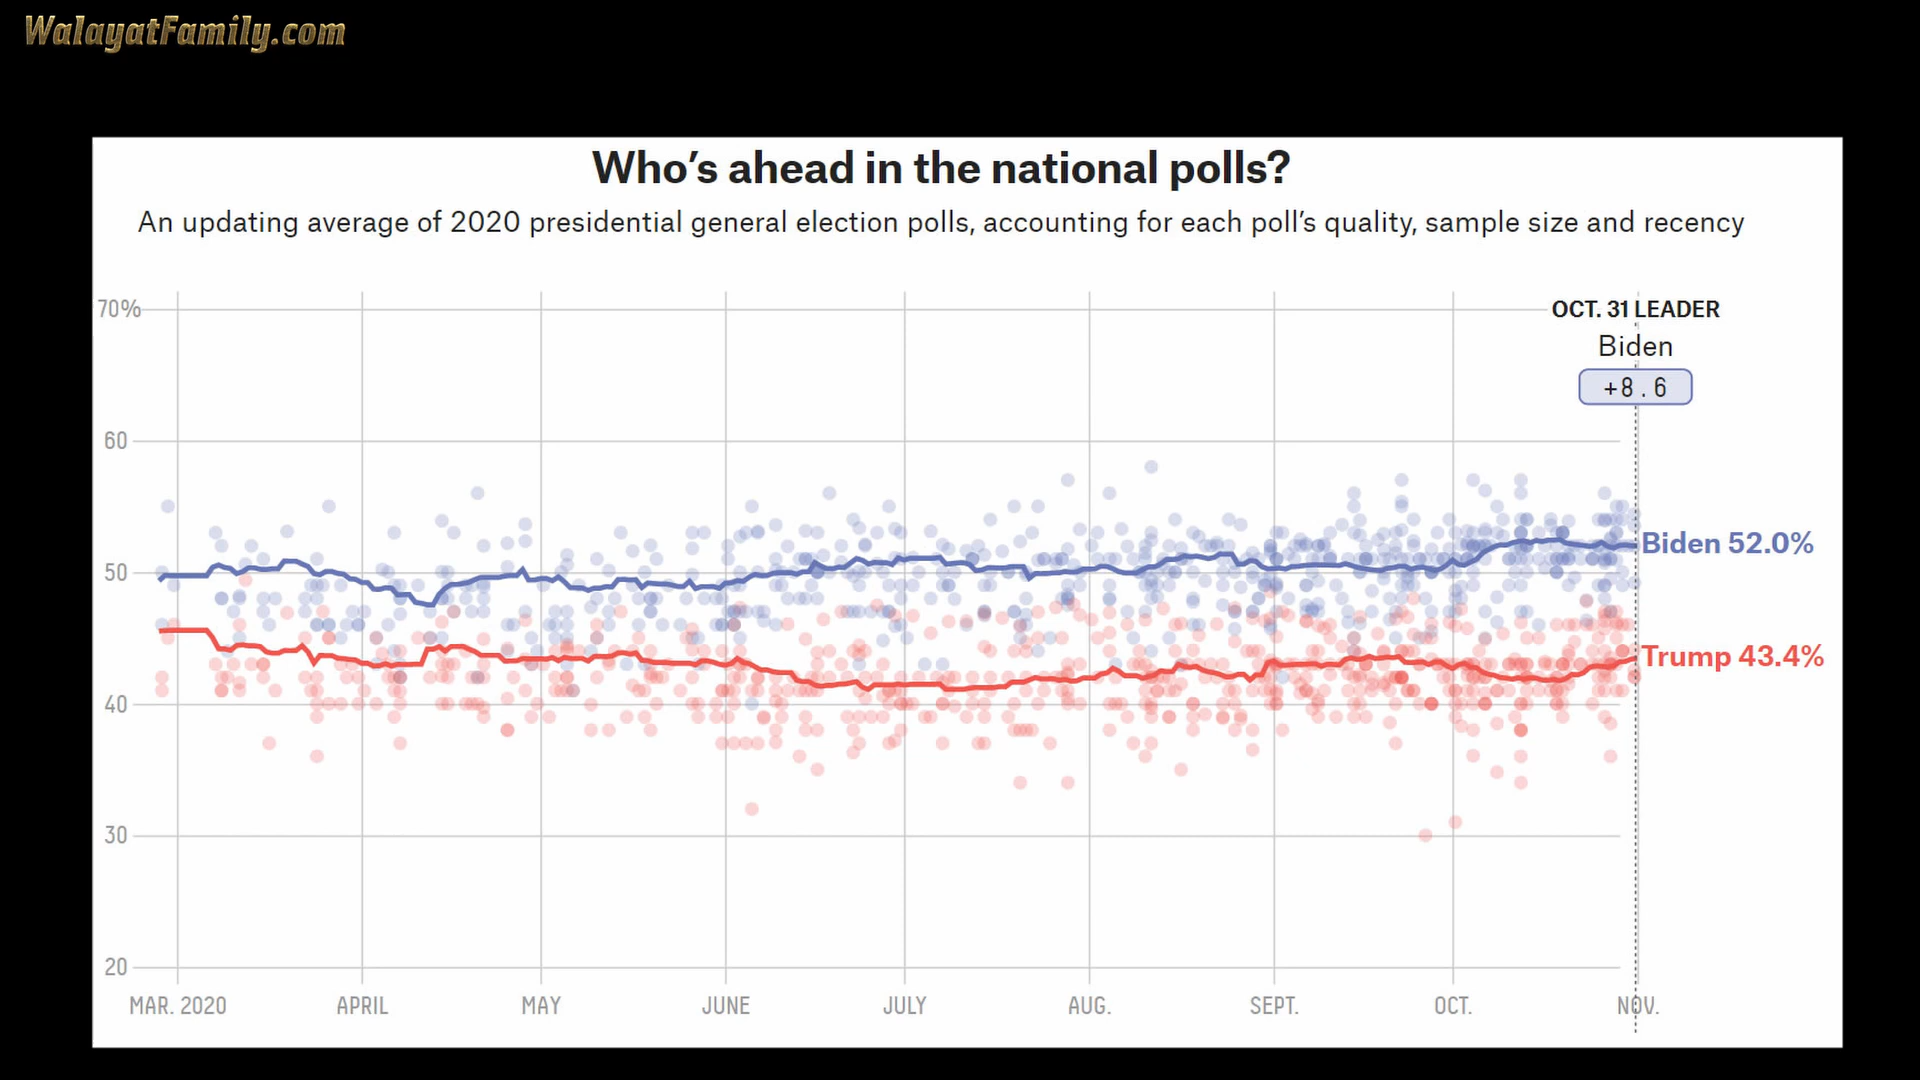 WalayatFamily.com
Who's ahead in the national polls?
An updating average of 2020 presidential general election polls, accounting for each poll's quality, sample size and recency
70%
OCT. 31 LEADER
Biden
+8.6
60
50
Biden 52.0%
Trump 43.4%
40
30
20
MAR. 2020 APRIL MAY JUNE JULY AUG. SEPT. OCT. NOV.